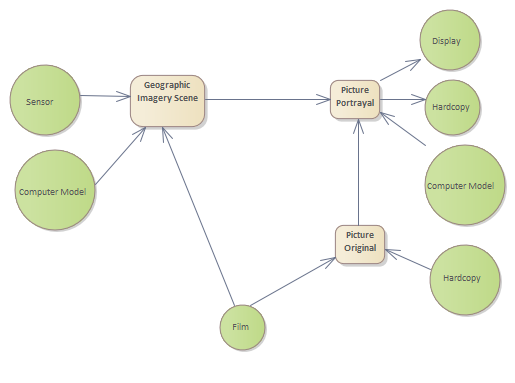 Display
Geographic
Imagery Scene
Picture
Portrayal
Sensor
Hardcopy
Computer Model
Computer Model
Picture
Original
Hardcopy
Film